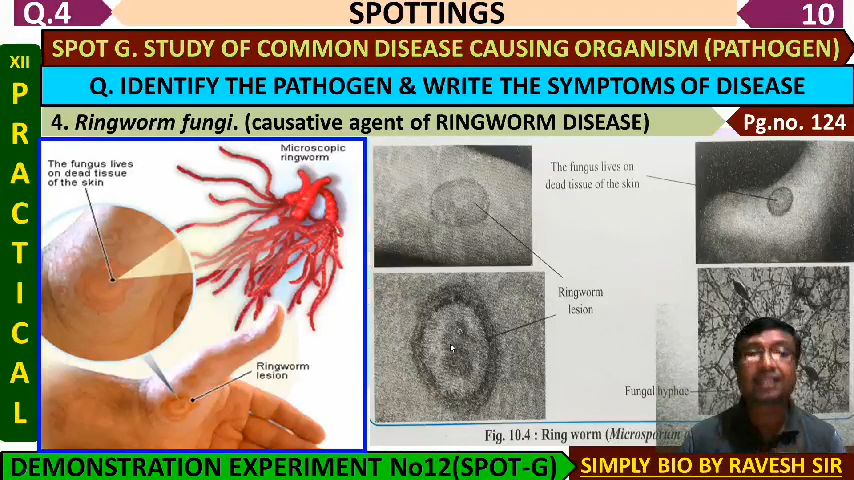 Q.4
SPOTTINGS
10
XII
PRACTICAL
SPOT G. STUDY OF COMMON DISEASE CAUSING ORGANISM (PATHOGEN)
Q. IDENTIFY THE PATHOGEN & WRITE THE SYMPTOMS OF DISEASE
4. Ringworm fungi. (causative agent of RINGWORM DISEASE)
Pg.no. 124
The fungus lives
on dead tissue
of the skin
Microscopic
ringworm
Ringworm
lesion
The fungus lives on
dead tissue of the skin
Ringworm
lesion
Fungal hyphae
Fig. 10.4 : Ring worm (Microsporum
DEMONSTRATION EXPERIMENT No12(SPOT-G)
SIMPLY BIO BY RAVESH SIR